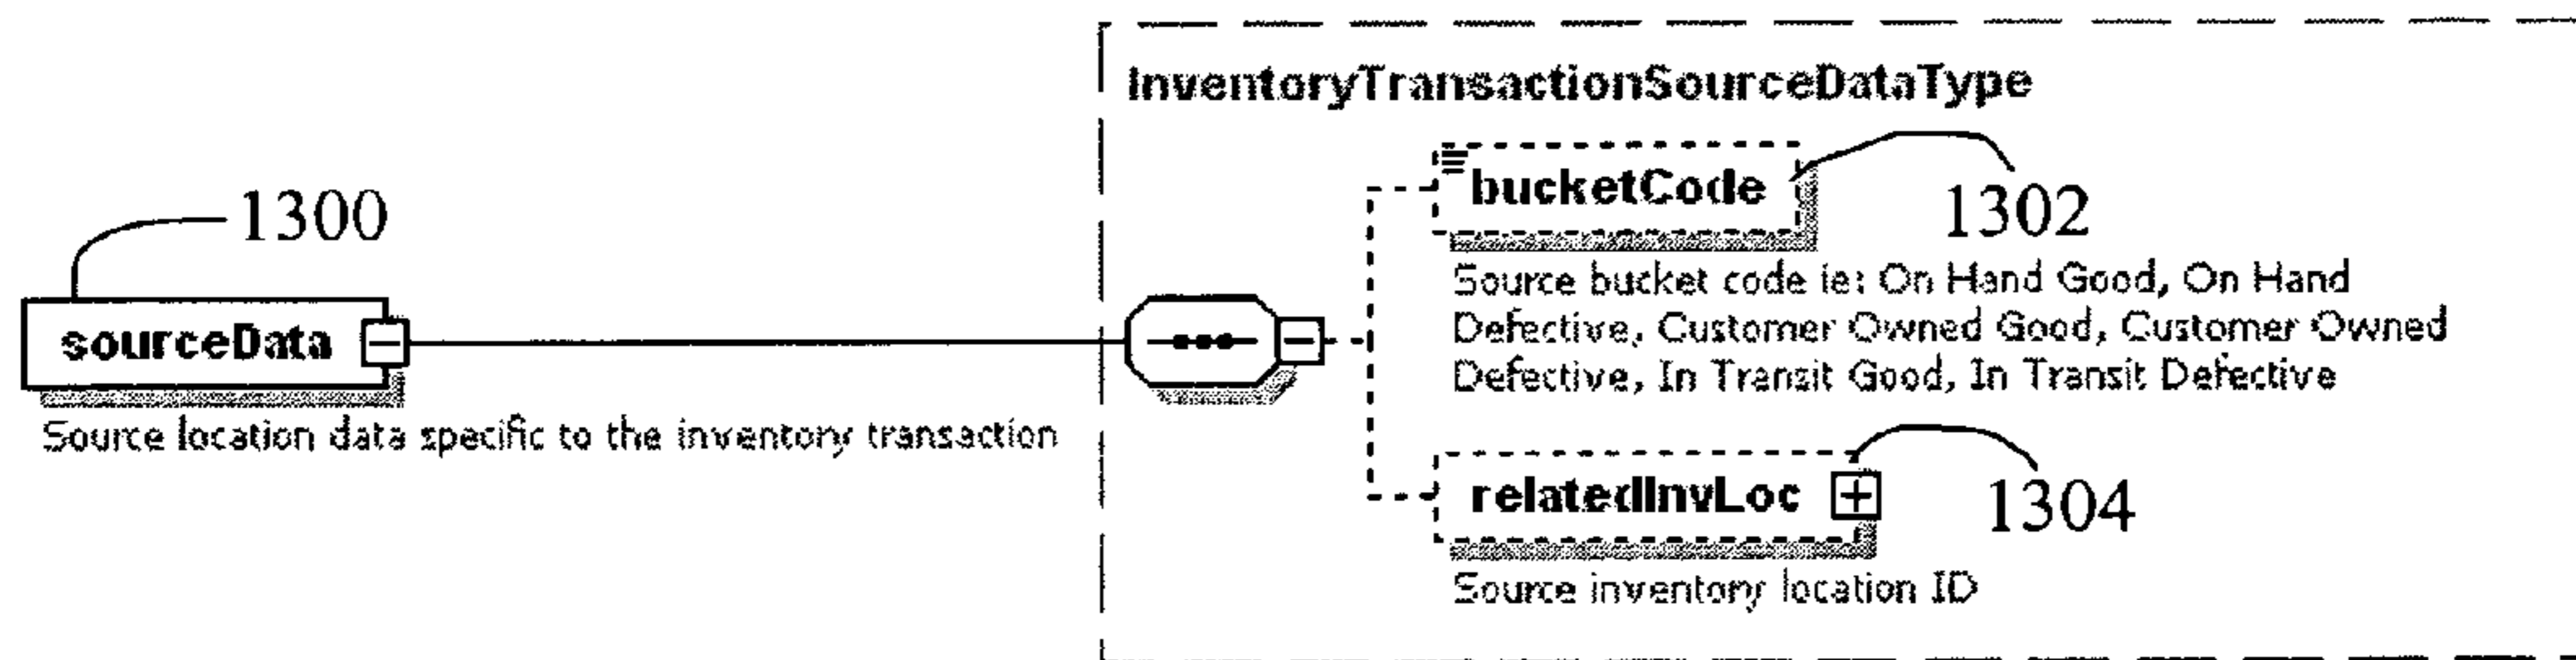 InventoryTransactionSourceDataType
bucketCode
1302
Source bucket code ie: On Hand Good, On Hand
Defective, Customer Owned Good, Customer Owned
Defective, In Transit Good, In Transit Defective
1300
sourceData
Source location data specific to the inventory transaction
relatedInvLoc
1304
Source inventory location ID